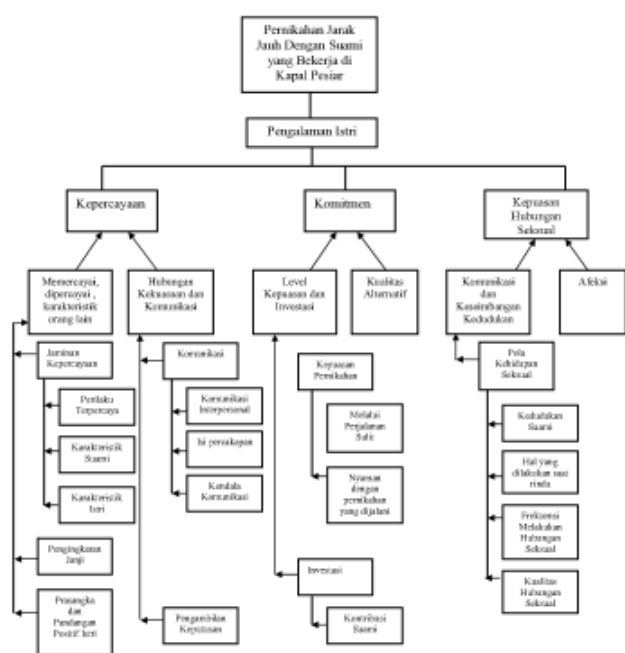 Pernikahan Jarak
Jauh Dengan Suami
yang Bekerja di
Kapal Pesiar
Pengalaman Istri
Kepercayaan
Komitmen
Kepuasan
Hubungan
Seksual
Memercayai,
dipercayai ,
karakteristik
orang lain
Hubungan
Kekuasaan dan
Komunikasi
Level
Kepuasan dan
Investasi
Kualitas
Alternatif
Komunikasi
dan
Keseimbangan
Kedudukan
Afeksi
Jaminan
Kepercayaan
Komunikasi
Kepuasan
Pernikahan
Pola
Kehidupan
Seksual
Perilaku
Terpercaya
Komunikasi
Interpersonal
Melalui
Perjalanan
Sulit
Kedudukan
Suami
Karakteristik
Suami
Isi percakapan
Hal yang
dilakukan saat
rindu
Karakteristik
Istri
Kendala
Komunikasi
Nyaman
dengan
pernikahan
yang dijalani
Frekuensi
Melakukan
Hubungan
Seksual
Pengingkaran
Janji
Investasi
Kualitas
Hubungan
Seksual
Prasangka
dan
Pandangan
Positif Istri
Pengambilan
Keputusan
Kontribusi
Suami